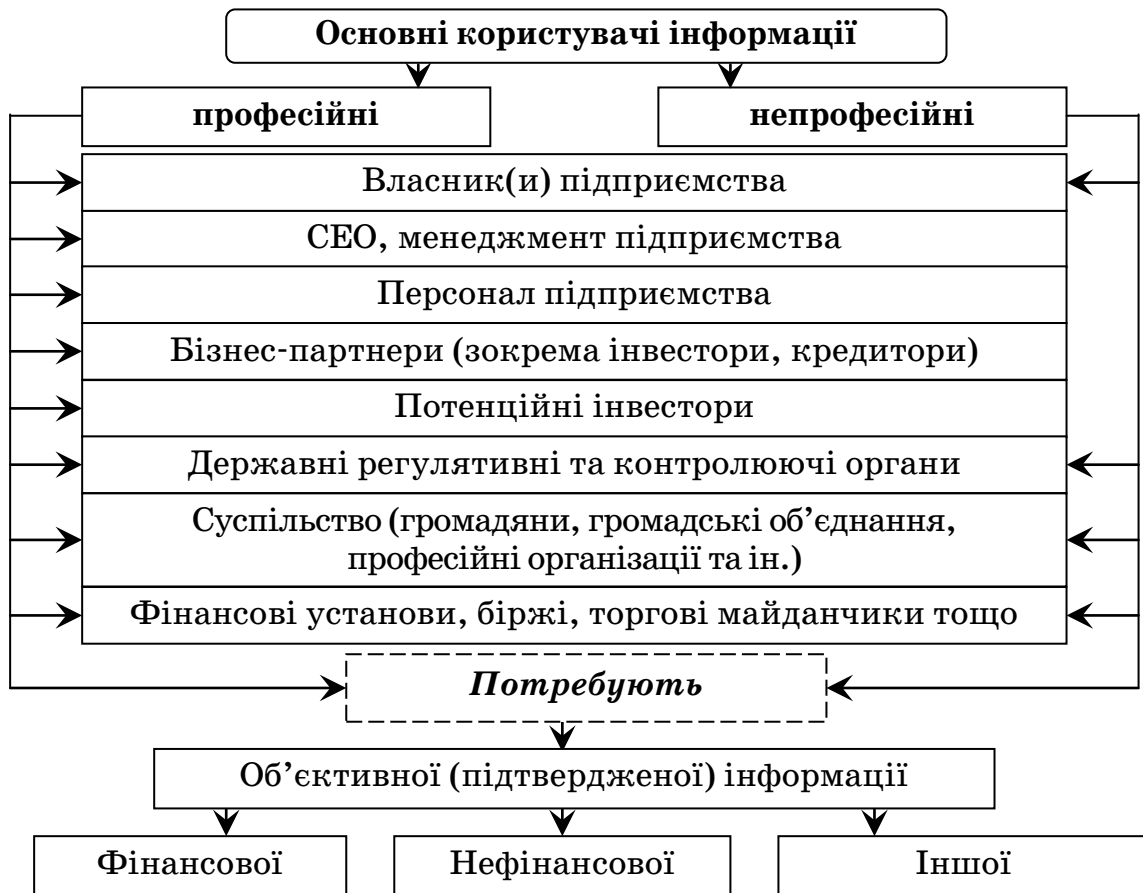 Основні користувачі інформації
професійні
непрофесійні
Власник(и) підприємства
СЕО, менеджмент підприємства
Персонал підприємства
Бізнес-партнери (зокрема інвестори, кредитори)
Потенційні інвестори
Державні регулятивні та контролюючі органи
Суспільство (громадяни, громадські об’єднання,
професійні організації та ін.)
Фінансові установи, біржі, торгові майданчики тощо
Потребують
Об’єктивної (підтвердженої) інформації
Фінансової
Нефінансової
Іншої